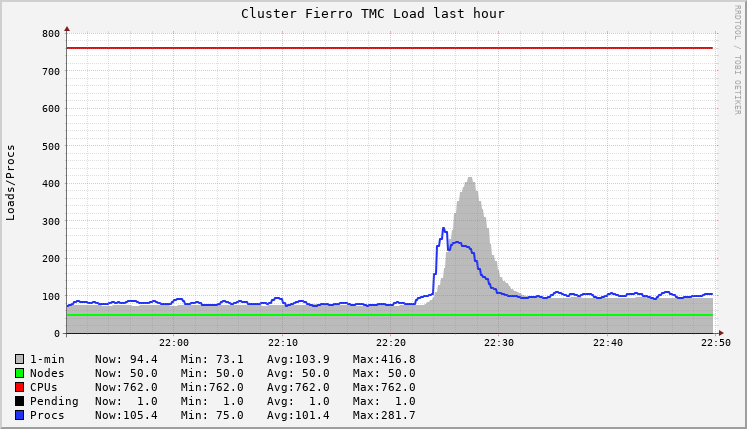 Cluster Fierro TMC Load last hour
RRDTOOL / TOBI OETIKER
Loads/Procs
800
700
600
500
400
300
200
100
0
22:00 22:10 22:20 22:30 22:40 22:50
1-min Now: 94.4 Min: 73.1 Avg:103.9 Max:416.8
Nodes Now: 50.0 Min: 50.0 Avg: 50.0 Max: 50.0
CPUs Now:762.0 Min:762.0 Avg:762.0 Max:762.0
Pending Now: 1.0 Min: 1.0 Avg: 1.0 Max: 1.0
Procs Now:105.4 Min: 75.0 Avg:101.4 Max:281.7